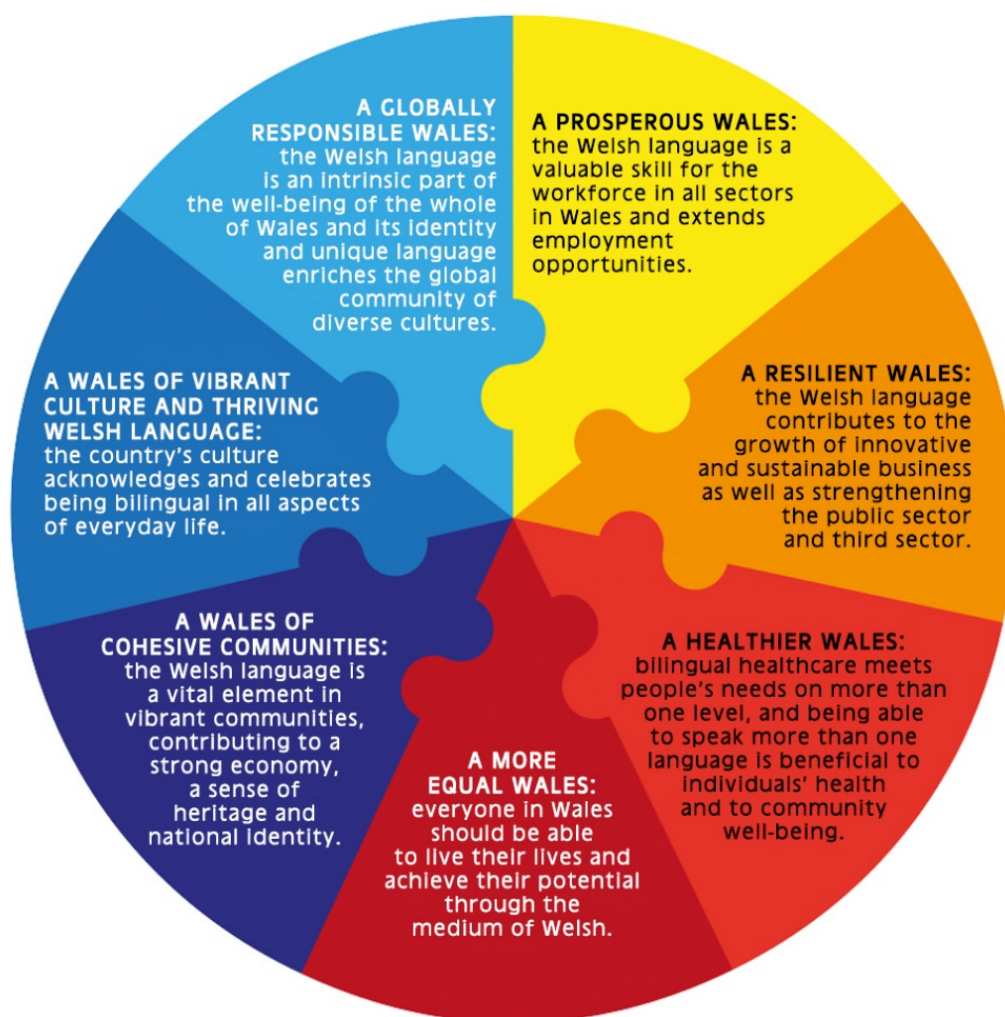 A GLOBALLY
RESPONSIBLE WALES:
the Welsh language
is an intrinsic part of
the well-being of the whole
of Wales and its identity
and unique language
enriches the global
community of
diverse cultures.
A PROSPEROUS WALES:
the Welsh language is a
valuable skill for the
workforce in all sectors
in Wales and extends
employment
opportunities.
A RESILIENT WALES:
the Welsh language
contributes to the
growth of innovative
and sustainable business
as well as strengthening
the public sector
and third sector.
A HEALTHIER WALES:
bilingual healthcare meets
people's needs on more than
one level, and being able
to speak more than one
language is beneficial to
individuals' health
and to community
well-being.
A MORE
EQUAL WALES:
everyone in Wales
should be able
to live their lives and
achieve their potential
through the
medium of Welsh.
A WALES OF
COHESIVE COMMUNITIES:
the Welsh language is
a vital element in
vibrant communities,
contributing to a
strong economy,
a sense of
heritage and
national identity.
A WALES OF VIBRANT
CULTURE AND THRIVING
WELSH LANGUAGE:
the country's culture
acknowledges and celebrates
being bilingual in all aspects
of everyday life.